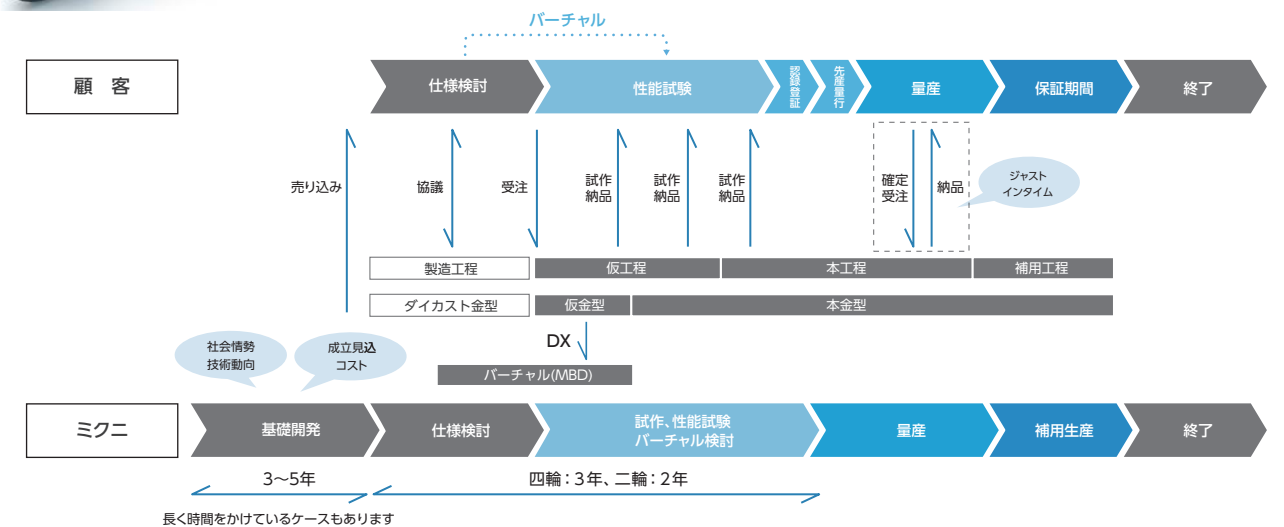 バーチャル
顧 客
仕様検討
性能試験
認証
登録
先行
量産
量産
保証期間
終了
売り込み
協議
受注
試作
納品
試作
納品
試作
納品
確定
受注
納品
ジャスト
インタイム
製造工程
仮工程
本工程
補用工程
ダイカスト金型
仮金型
本金型
社会情勢
技術動向
成立見込
コスト
DX
バーチャル(MBD)
ミクニ
基礎開発
仕様検討
試作、性能試験
バーチャル検討
量産
補用生産
終了
3〜5年
四輪：3年、二輪：2年
長く時間をかけているケースもあります